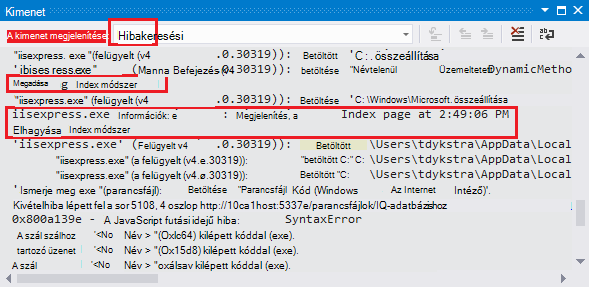 Kimenet
A kimenet megjelenítése: Hibakeresési
"iisexpress. exe "(felügyelt (v4 .0.30319)): Betöltött 'C:. összeállítása
'ibises ress.exe" (Manna Befejezés 04 .0.30319)): betöltése "Névtelenül Üzemeltetett DynamicMetho
Megadása g Index módszer
"iisexpress.exe" (felügyelt (v4 .0.30319)): Betöltése 'C:\Windows\Microsoft. összeállítása
iisexpress.exe Információk: e : Megjelenítés, a Index page at 2:49:06 PM
Elhagyása Index módszer
'iisexpress.exe' (Felügyelt (v4 .0.30319)): Betöltött \Users\tdykstra\AppData\Local
"iisexpress.exe" (a felügyelt (v4.e.30319)): "betöltött C:" C: \Users\tdykstra\AppData\Local
"iisexpress.exe" (a felügyelt (v4.ø.30319)): Betöltése "C: \Users\tdykstra\AppData\Local
' Ismerje meg exe "(parancsfájl): Betöltése "Parancsfájl Kód (Windows Az Internet Intéző)'.
Kivételhiba lépett fel a sor 5108, 4 oszlop http://10ca1host:5337e/parancsfájlok/IQ-adatbázishoz
0x800a139e - A JavaScript futási idejű hiba: SyntaxError
A szál szálhoz '<No Név > "(Oxlc64) kilépett kóddal (exe).
tartozó üzenet '<No Név > "(Ox15d8) kilépett kóddal (exe).
A szál '<No Név > "oxálsav kilépett kóddal (exe).